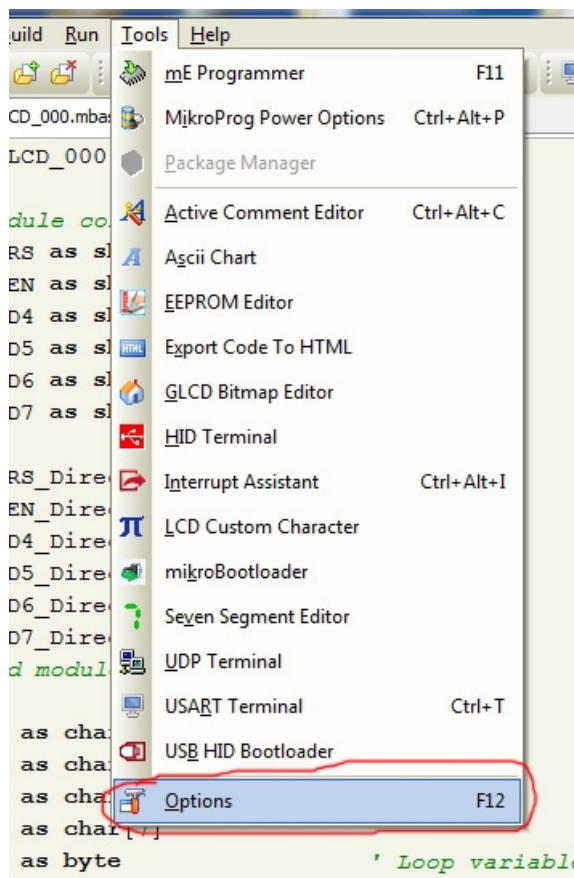 Build Run Tools Help
CD_000.mba
LCD_000
dule co
RS as sl
EN as sl
D4 as sl
D5 as sl
D6 as sl
D7 as sl
RS_Dire
EN_Dire
D4_Dire
D5_Dire
D6_Dire
D7_Dire
d modul
as cha
as cha
as cha
as char[7]
as byte ' Loop variable
mE Programmer F11
MikroProg Power Options Ctrl+Alt+P
Package Manager
Active Comment Editor Ctrl+Alt+C
Ascii Chart
EEPROM Editor
HTML Export Code To HTML
GLCD Bitmap Editor
HID Terminal
Interrupt Assistant Ctrl+Alt+I
LCD Custom Character
mikroBootloader
Seven Segment Editor
UDP Terminal
USART Terminal Ctrl+T
USB HID Bootloader
Options F12